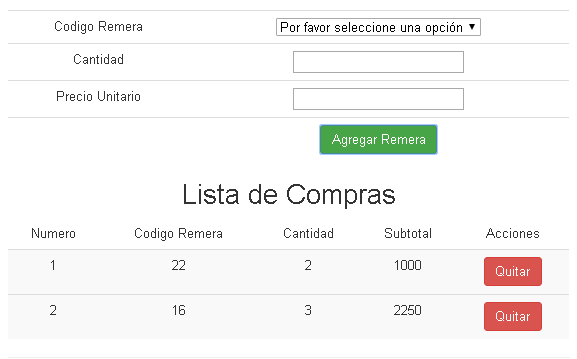 Codigo Remera Por favor seleccione una opción
Cantidad
Precio Unitario
Agregar Remera
Lista de Compras
Numero Codigo Remera Cantidad Subtotal Acciones
1 22 2 1000 Quitar
2 16 3 2250 Quitar